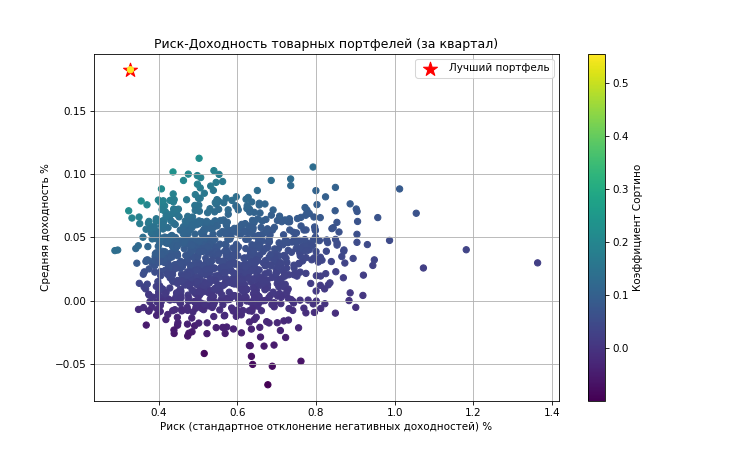 Риск-Доходность товарных портфелей (за квартал)
Лучший портфель
Средняя доходность %
0.15
0.10
0.05
0.00
−0.05
0.4 0.6 0.8 1.0 1.2 1.4
Риск (стандартное отклонение негативных доходностей) %
0.5
0.4
0.3
0.2
0.1
0.0
Коэффициент Сортино